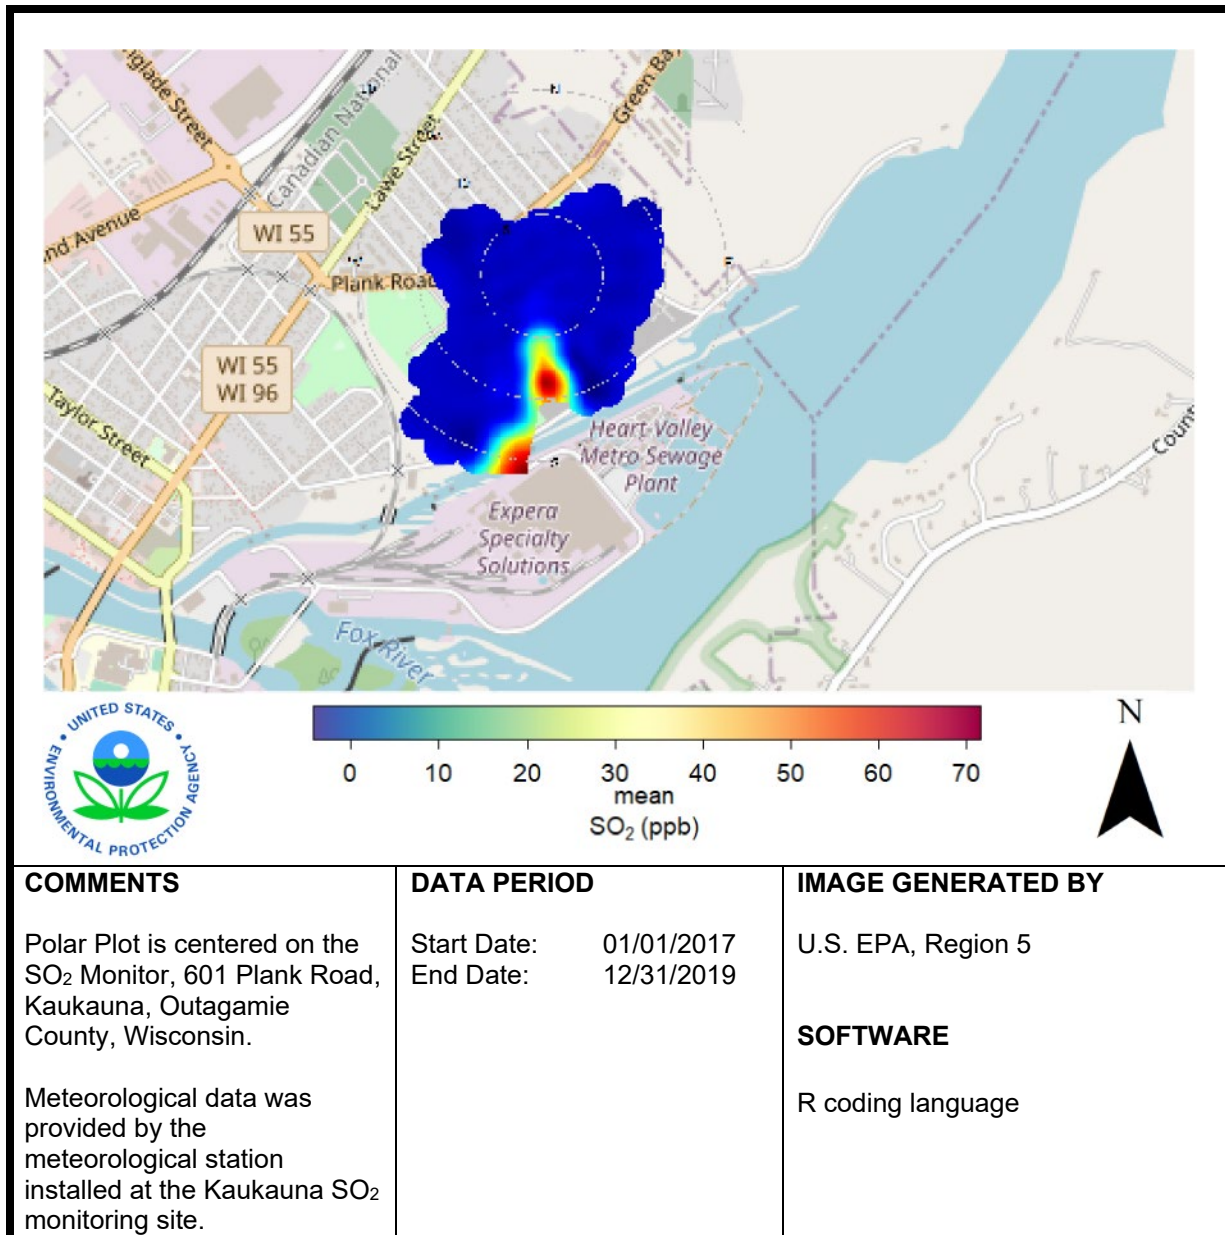 nglade Street
Canadian National
Green Bay
Lawe Street
N
WI 55
nd Avenue
Plank Road
E
WI 55
WI 96
Taylor Street
Heart Valley
Metro Sewage
Plant
S
Expera
Specialty
Solutions
Count
Fox River
UNITED STATES
ENVIRONMENTAL PROTECTION AGENCY
N
0 10 20 30 40 50 60 70
mean
SO₂ (ppb)
COMMENTS
Polar Plot is centered on the
SO₂ Monitor, 601 Plank Road,
Kaukauna, Outagamie
County, Wisconsin.
Meteorological data was
provided by the
meteorological station
installed at the Kaukauna SO₂
monitoring site.
DATA PERIOD
Start Date: 01/01/2017
End Date: 12/31/2019
IMAGE GENERATED BY
U.S. EPA, Region 5
SOFTWARE
R coding language